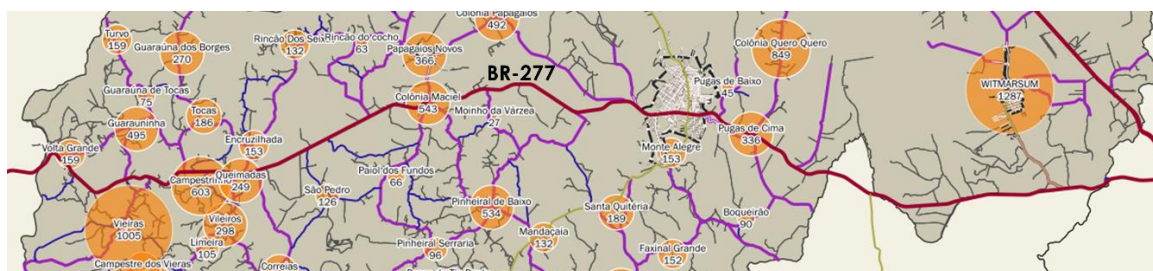 Colônia Papagaios
492
Turvo
159
Guaraúna dos Borges
270
Rincão Dos Seixas
132
Rincão do cocho
63
Papagaios Novos
366
Colônia Quero Quero
849
BR-277
Guaraúna de Tocas
75
Pugas de Baixo
45
WITMARSUM
1287
Colônia Maciel
543
Tocas
186
Moinho da Várzea
27
Guarauninha
495
Pugas de Cima
336
Encruzilhada
153
Volta Grande
159
Monte Alegre
153
Queimadas
249
Campestrinho
603
Paiol dos Fundos
66
São Pedro
126
Pinheiral de Baixo
534
Santa Quitéria
189
Boqueirão
90
Vieiras
1005
Vileiros
298
Mandaçaia
132
Limeira
105
Pinheiral Serraria
96
Faxinal Grande
152
Campestre dos Vieiras
Correias